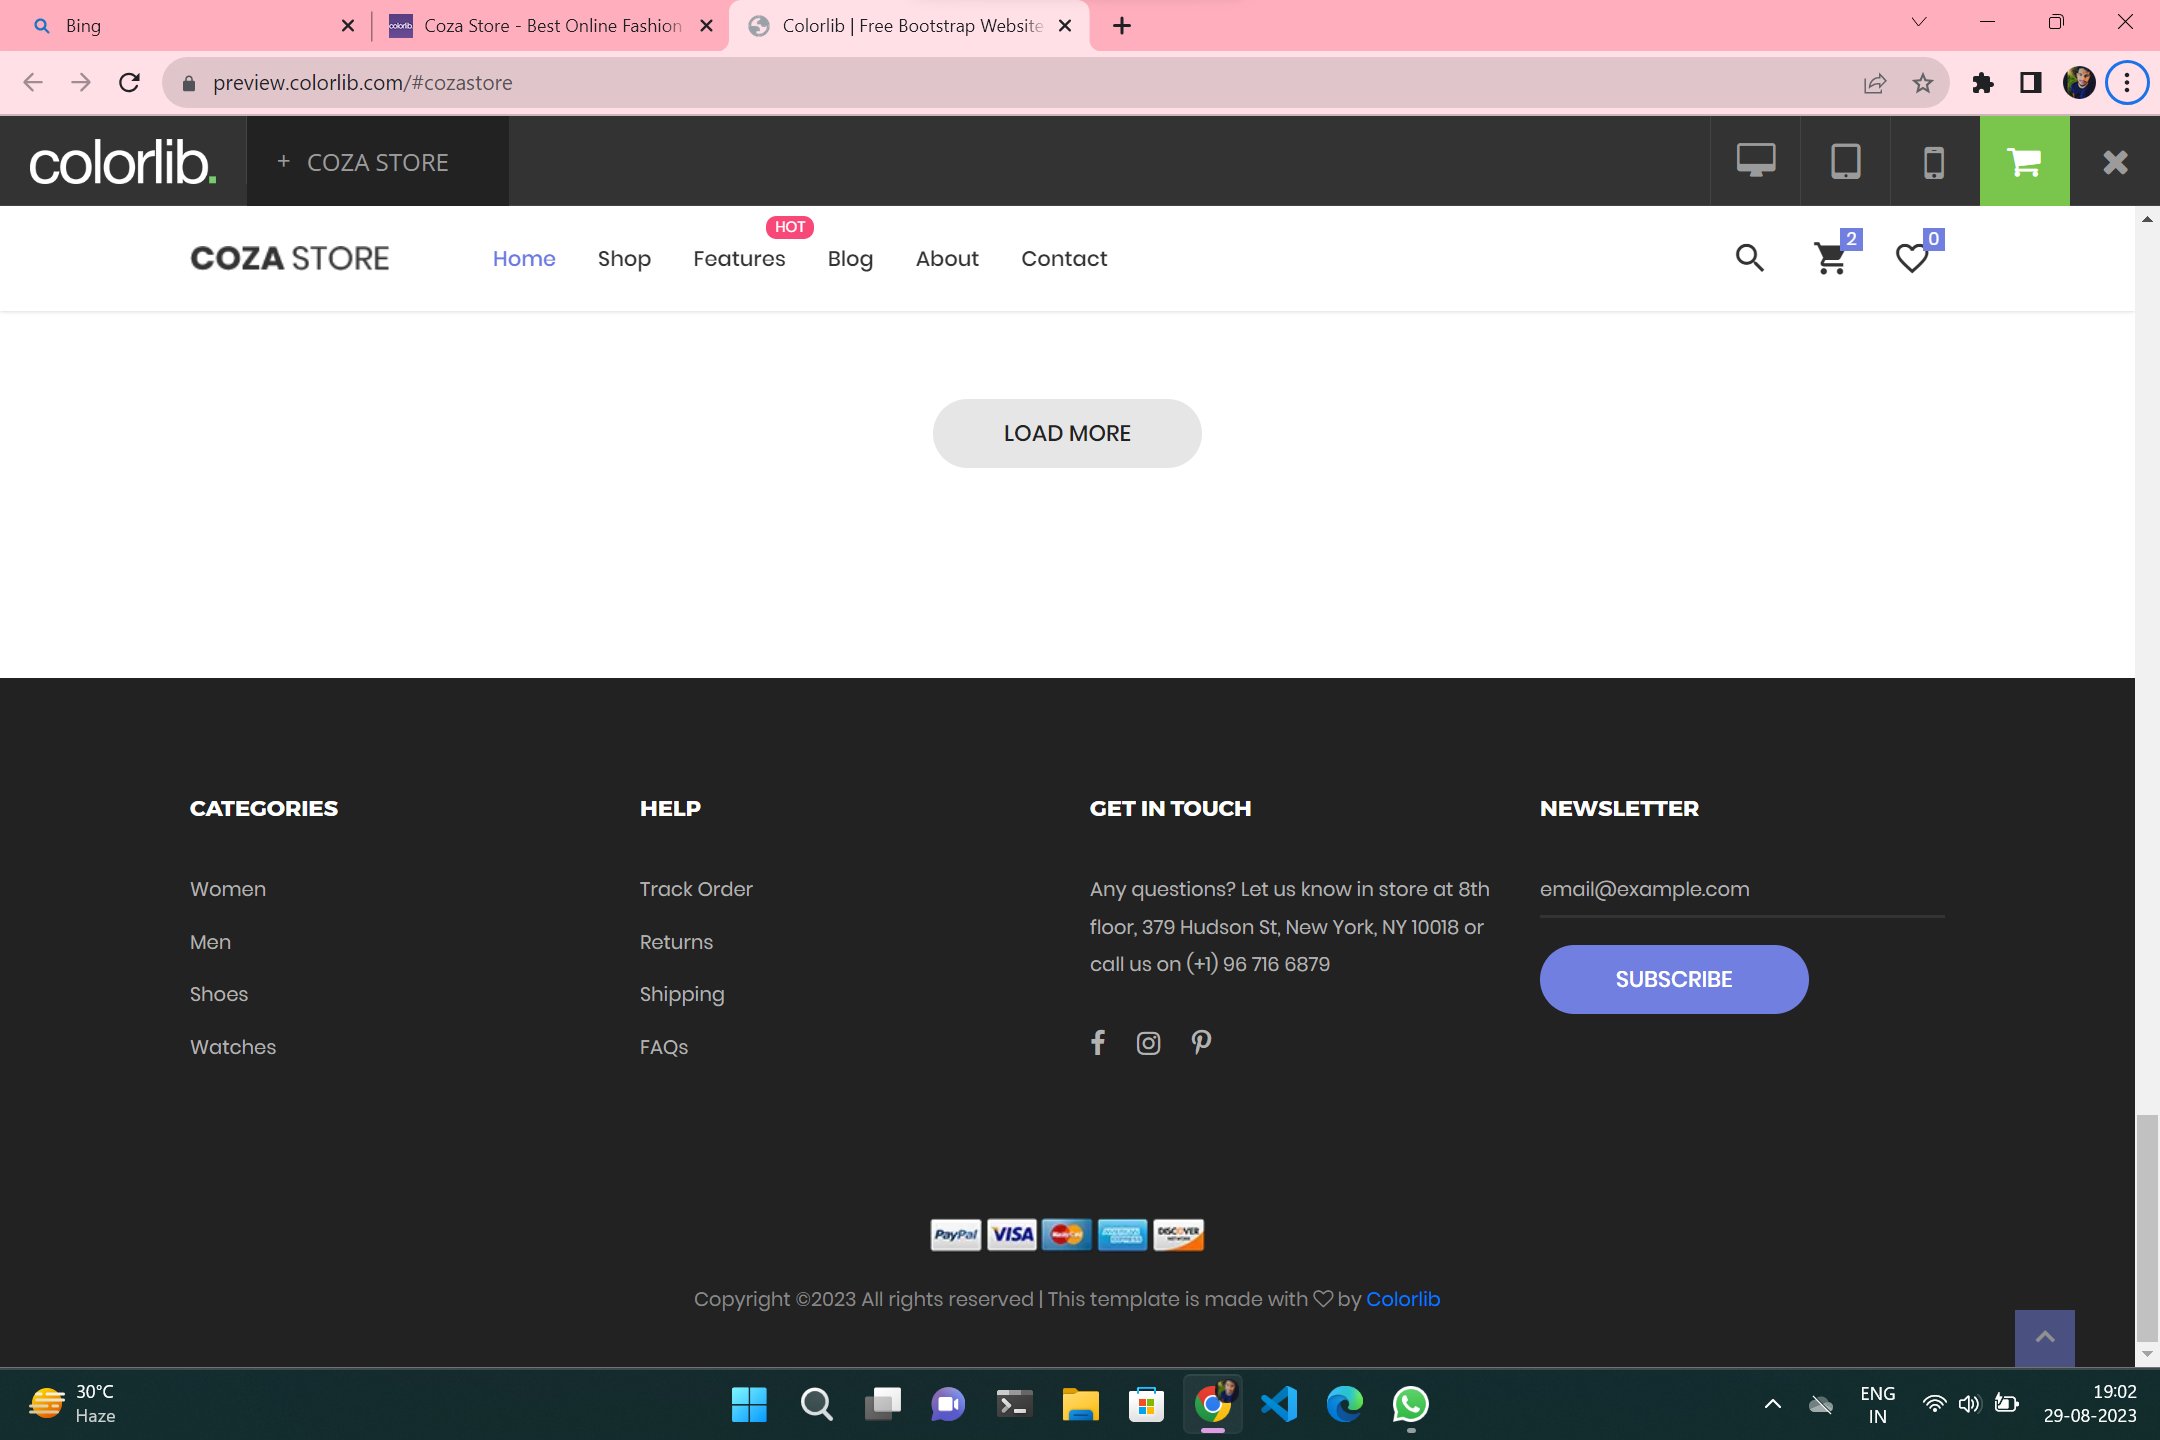 Bing
Coza Store - Best Online Fashion
Colorlib | Free Bootstrap Website
preview.colorlib.com/#cozastore
colorlib.
+ COZA STORE
COZA STORE
Home
Shop
Features
HOT
Blog
About
Contact
2
0
LOAD MORE
CATEGORIES
Women
Men
Shoes
Watches
HELP
Track Order
Returns
Shipping
FAQs
GET IN TOUCH
Any questions? Let us know in store at 8th
floor, 379 Hudson St, New York, NY 10018 or
call us on (+1) 96 716 6879
NEWSLETTER
email@example.com
SUBSCRIBE
PayPal VISA MasterCard AMERICAN EXPRESS DISCOVER NETWORK
Copyright ©2023 All rights reserved | This template is made with ♡ by Colorlib
30°C
Haze
ENG
IN
19:02
29-08-2023